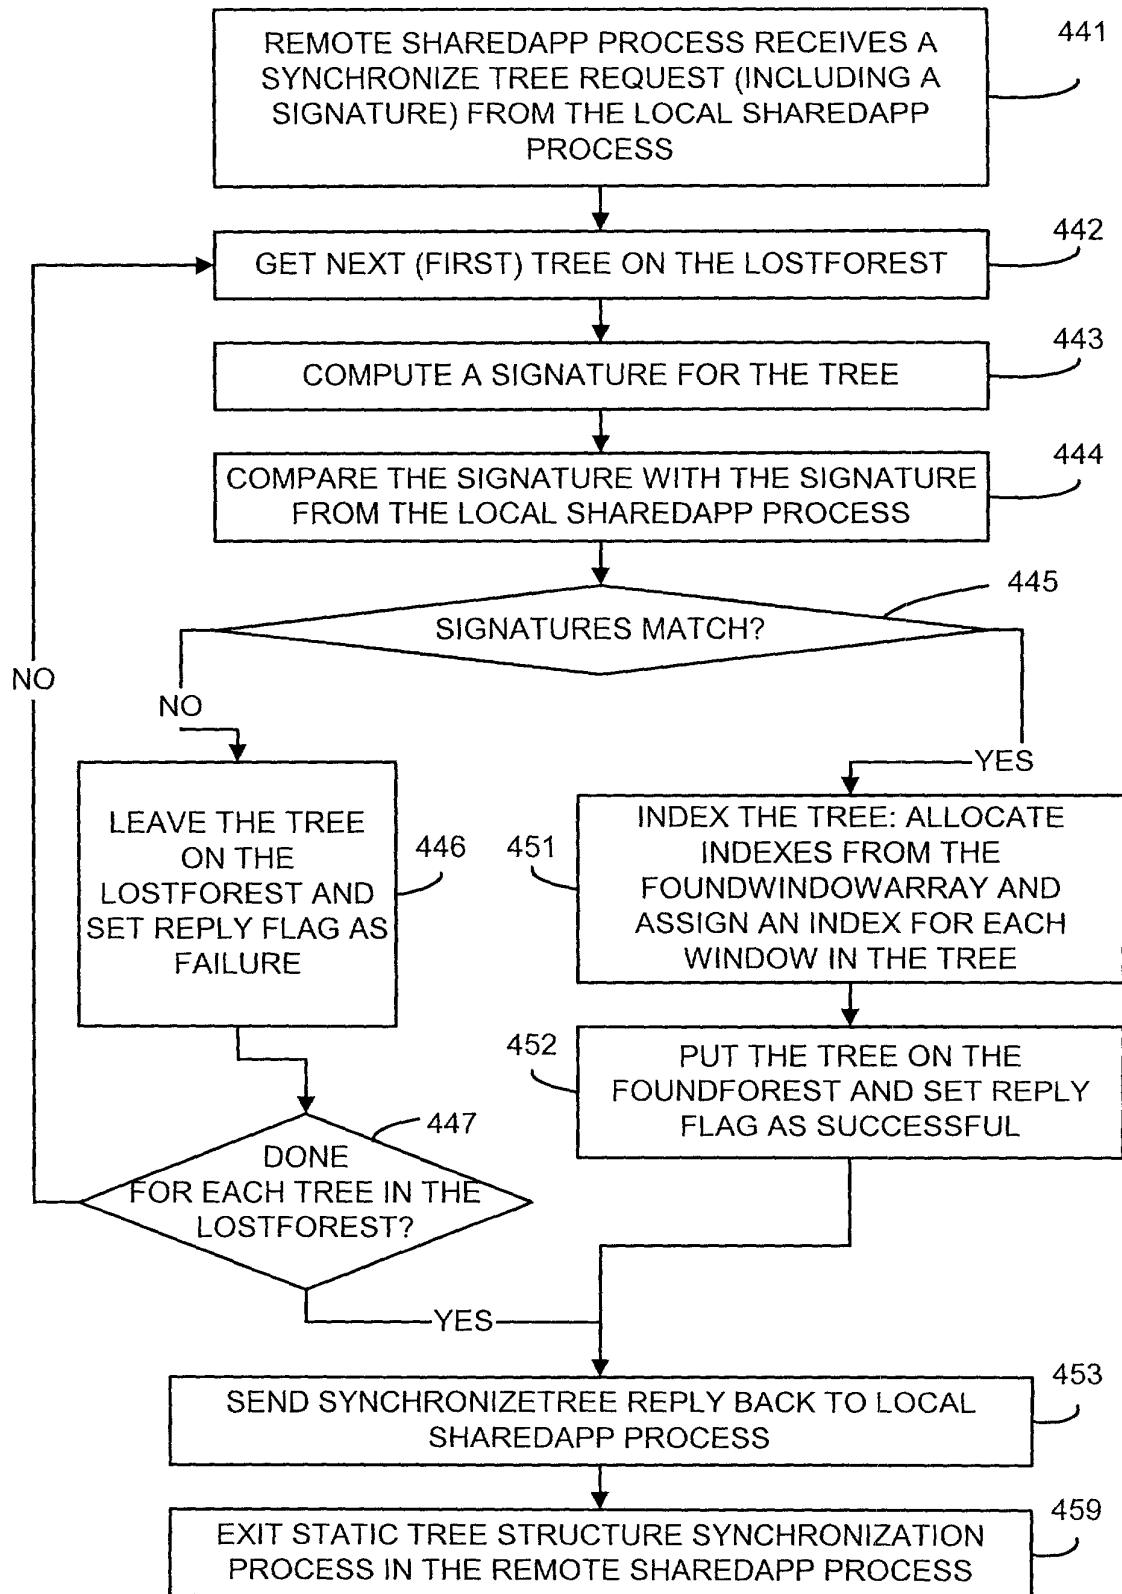 REMOTE SHAREDAPP PROCESS RECEIVES A
SYNCHRONIZE TREE REQUEST (INCLUDING A
SIGNATURE) FROM THE LOCAL SHAREDAPP
PROCESS
441
GET NEXT (FIRST) TREE ON THE LOSTFOREST
442
COMPUTE A SIGNATURE FOR THE TREE
443
COMPARE THE SIGNATURE WITH THE SIGNATURE
FROM THE LOCAL SHAREDAPP PROCESS
444
SIGNATURES MATCH?
445
NO
NO
YES
LEAVE THE TREE
ON THE
LOSTFOREST AND
SET REPLY FLAG AS
FAILURE
446
451
INDEX THE TREE: ALLOCATE
INDEXES FROM THE
FOUNDWINDOWARRAY AND
ASSIGN AN INDEX FOR EACH
WINDOW IN THE TREE
452
PUT THE TREE ON THE
FOUNDFOREST AND SET REPLY
FLAG AS SUCCESSFUL
447
DONE
FOR EACH TREE IN THE
LOSTFOREST?
YES
SEND SYNCHRONIZETREE REPLY BACK TO LOCAL
SHAREDAPP PROCESS
453
EXIT STATIC TREE STRUCTURE SYNCHRONIZATION
PROCESS IN THE REMOTE SHAREDAPP PROCESS
459